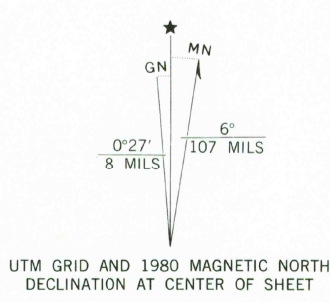 MN
GN
6°
107 MILS
0°27'
8 MILS
UTM GRID AND 1980 MAGNETIC NORTH
DECLINATION AT CENTER OF SHEET